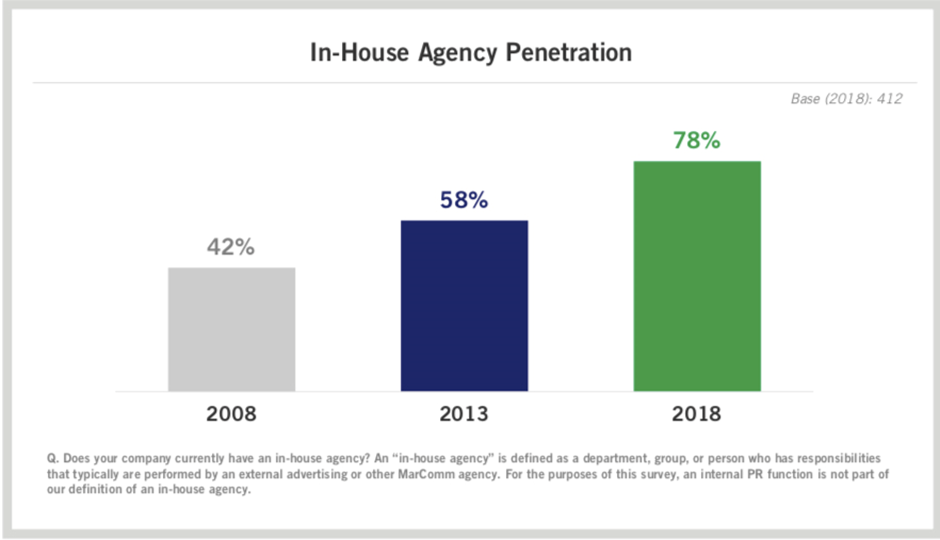 In-House Agency Penetration
Base (2018): 412
78%
58%
42%
2008 2013 2018
Q. Does your company currently have an in-house agency? An “in-house agency” is defined as a department, group, or person who has responsibilities
that typically are performed by an external advertising or other MarComm agency. For the purposes of this survey, an internal PR function is not part of
our definition of an in-house agency.